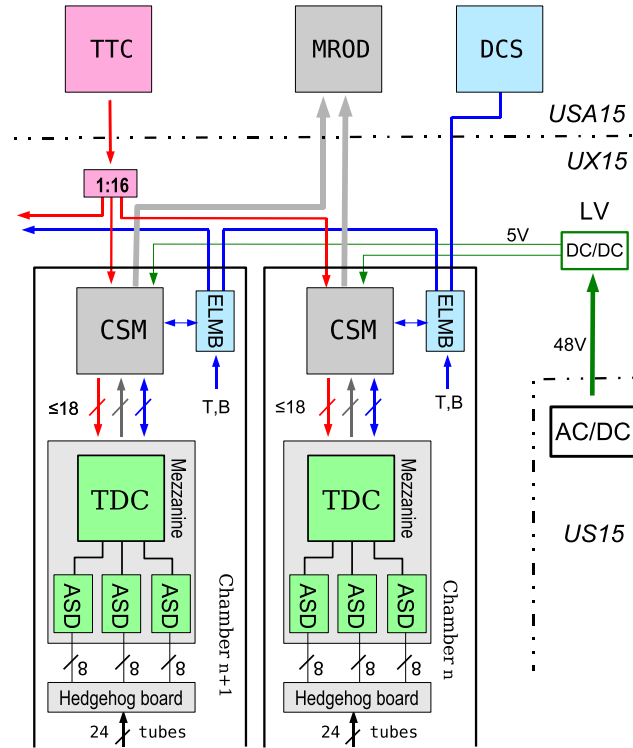 TTC
MROD
DCS
USA15
UX15
1:16
LV
5V
DC/DC
CSM
ELMB
CSM
ELMB
48V
≤18
T,B
≤18
T,B
AC/DC
US15
Mezzanine
TDC
Mezzanine
TDC
ASD
ASD
ASD
Chamber n+1
ASD
ASD
ASD
Chamber n
8
8
8
8
8
8
Hedgehog board
Hedgehog board
24 tubes
24 tubes